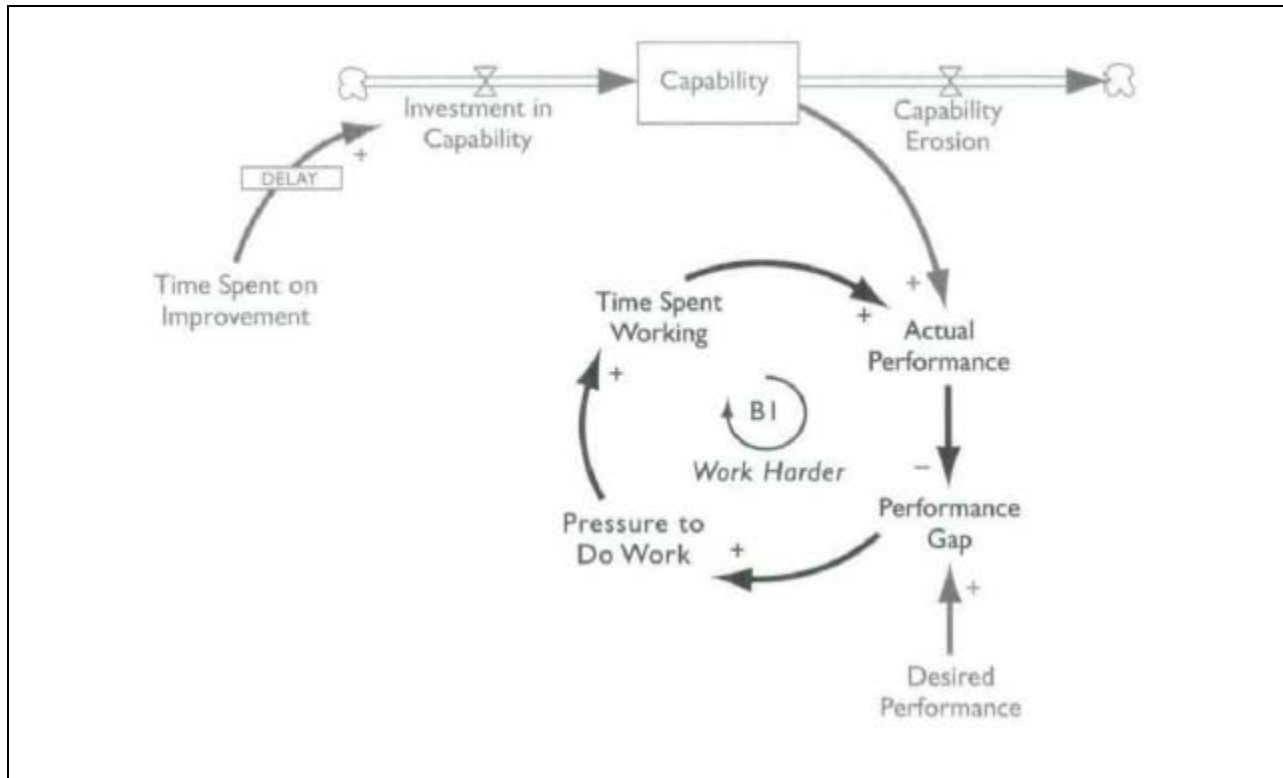 Capability
Investment in
Capability
Capability
Erosion
+
DELAY
Time Spent on
Improvement
Time Spent
Working
+
+
Actual
Performance
+
B1
Work Harder
−
Performance
Gap
Pressure to
Do Work
+
+
Desired
Performance